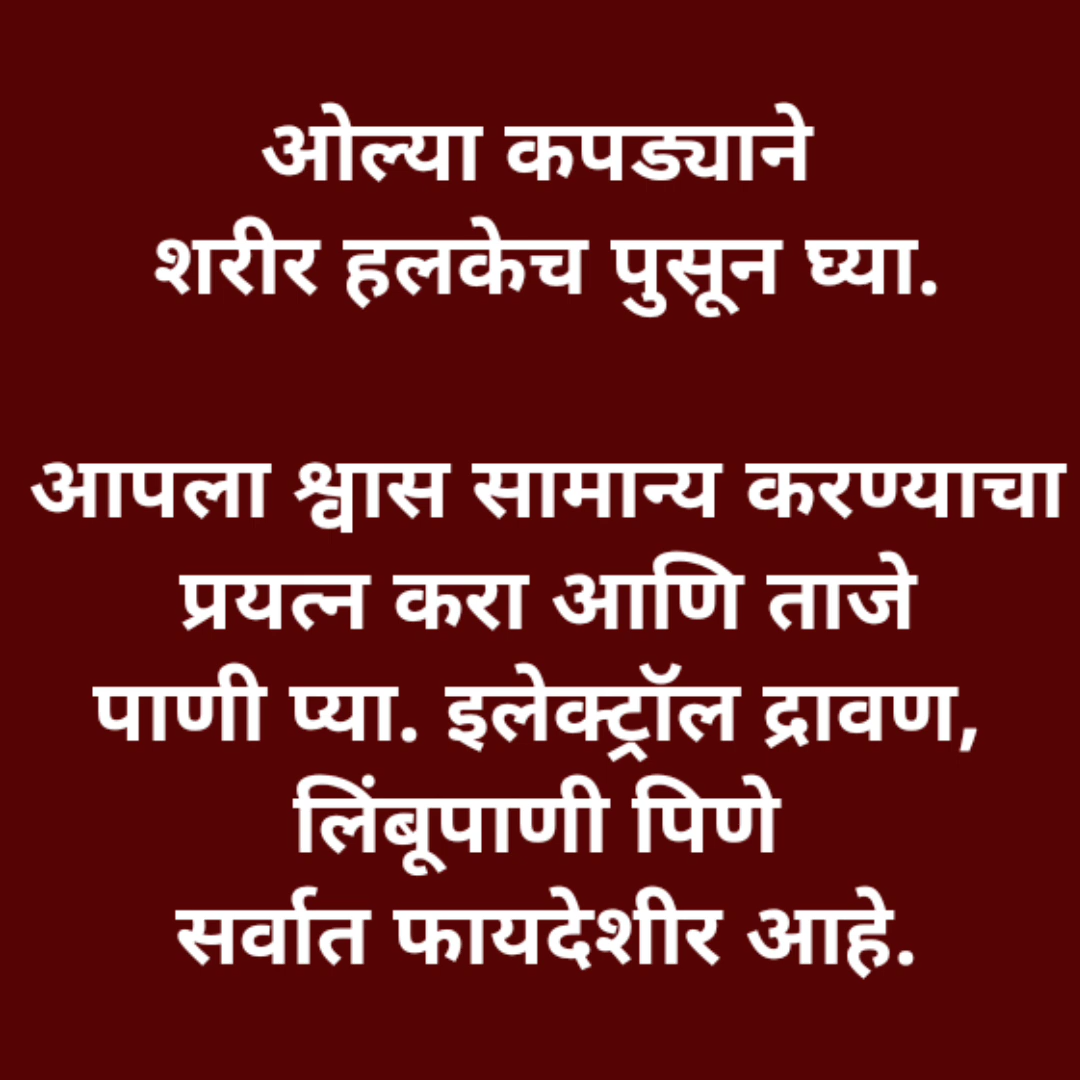 ओल्या कपड्याने
शरीर हलकेच पुसून घ्या.
आपला श्वास सामान्य करण्याचा
प्रयत्न करा आणि ताजे
पाणी प्या. इलेक्ट्रॉल द्रावण,
लिंबूपाणी पिणे
सर्वात फायदेशीर आहे.